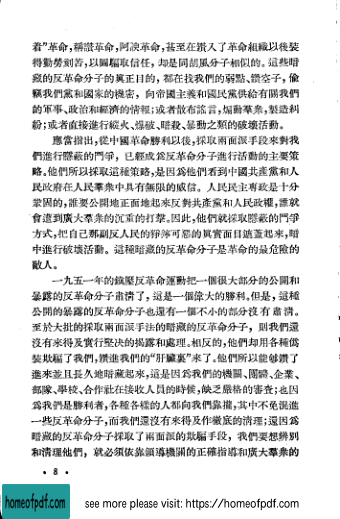 着”革命,稱讚革命,阿諛革命,甚至在鑽入了革命組織以後裝
得勤勞刻苦,以圖騙取信任,却是同胡風分子相似的。這些暗
藏的反革命分子的眞正目的,都在找我們的弱點、鑽空子,偷
竊我們黨和國家的機密,向帝國主義和國民黨供給有關我們
的軍事、政治和經濟的情報;或者散布謠言,煽動羣衆,製造糾
紛;或者直接進行縱火、爆破、暗殺、暴動之類的破壞活動。
應當指出,從中國革命勝利以後,採取兩面派手段來對我
們進行隱蔽的鬥爭,已經成爲反革命分子進行活動的主要策
略。他們所以採取這種策略,是因爲他們看到中國共產黨和人
民政府在人民羣衆中具有無限的威信。人民民主專政是十分
鞏固的,誰要公開地正面地起來反對共產黨和人民政權,誰就
會遭到廣大羣衆的沉重的打擊。因此,他們就採取隱蔽的鬥爭
方式,把自己那副反人民的猙獰可惡的眞實面目遮蓋起來,暗
中進行破壞活動。這種暗藏的反革命分子是革命的最危險的
敵人。
一九五一年的鎮壓反革命運動把一個很大部分的公開和
暴露的反革命分子肅清了,這是一個偉大的勝利。但是,這種
公開的暴露的反革命分子也還有一個不小的部分沒有肅清。
至於大批的採取兩面派手法的暗藏的反革命分子,則我們還
沒有來得及實行堅決的揭露和處理。相反的,他們却用各種僞
裝欺騙了我們,鑽進我們的“肝臟裏”來了。他們所以能够鑽了
進來並且長久地暗藏起來,這是因爲我們的機關、團體、企業、
部隊、學校、合作社在接收人員的時候,缺乏嚴格的審查;也因
爲我們是勝利者,各種各樣的人都向我們靠攏,其中不免混進
一些反革命分子,而我們還沒有來得及作徹底的清理;還因爲
暗藏的反革命分子採取了兩面派的欺騙手段,我們要想辨別
和清理他們,就必須依靠領導機關的正確指導和廣大羣衆的
• 8 •
homeofpdf.com
see more please visit: https://homeofpdf.com